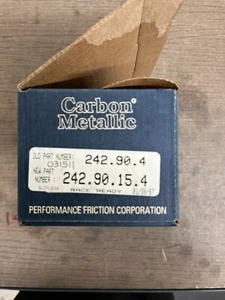 Carbon®
Metallic
OLD PART NUMBER:
242.90.4
031511
NEW PART
NUMBER :
242.90.15.4
RACE READY
PERFORMANCE FRICTION CORPORATION